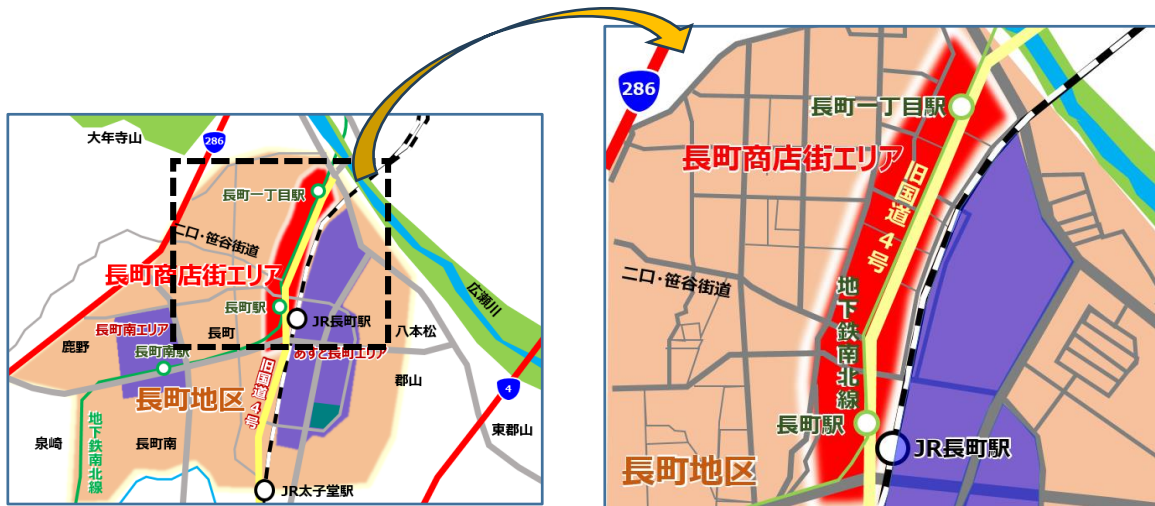 大年寺山
286
長町一丁目駅
二口・笹谷街道
長町商店街エリア
広瀬川
長町駅
長町南エリア
長町
JR長町駅
八本松
鹿野
長町南駅
あすと長町エリア
郡山
長町地区
旧国道4号
4
地下鉄南北線
泉崎
長町南
東郡山
JR太子堂駅
286
長町一丁目駅
長町商店街エリア
旧国道4号
二口・笹谷街道
地下鉄南北線
長町駅
JR長町駅
長町地区